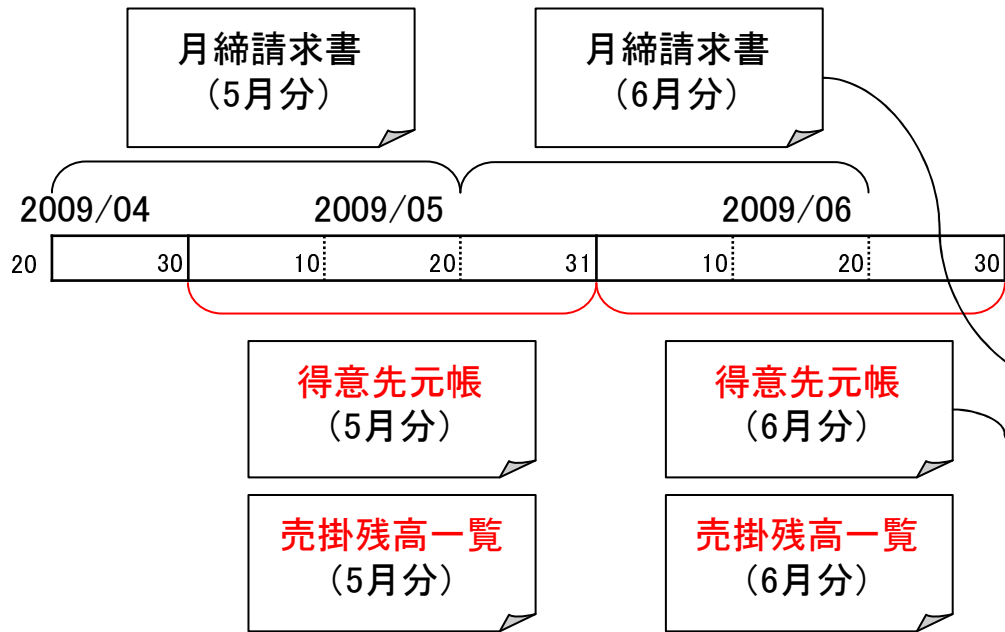 月締請求書
（5月分）
月締請求書
（6月分）
2009/04
2009/05
2009/06
20 30 10 20 31 10 20 30
得意先元帳
（5月分）
得意先元帳
（6月分）
売掛残高一覧
（5月分）
売掛残高一覧
（6月分）